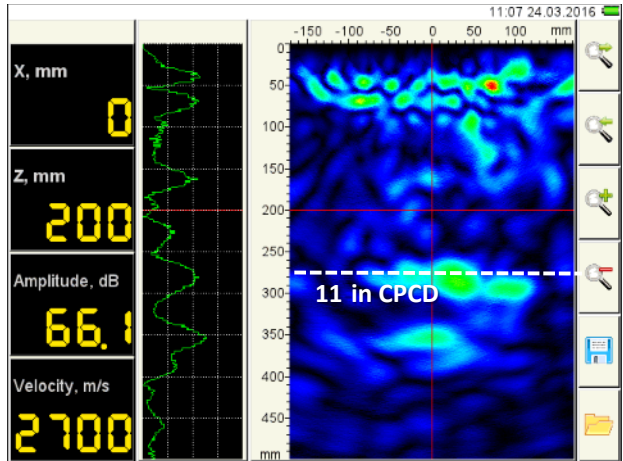 11:07 24.03.2016
-150 -100 -50 0 50 100 mm
X, mm
0
Z, mm
200
Amplitude, dB
66.1
Velocity, m/s
2700
0
50
100
150
200
250
300
350
400
450
mm
11 in CPCD